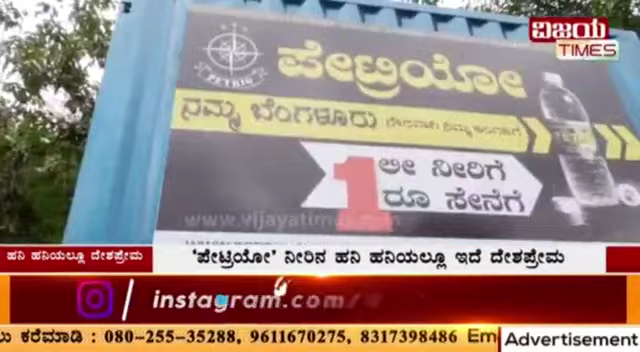 ವಿಜಯ
TIMES
PETRIO
ಪೇಟ್ರಿಯೋ
ನಮ್ಮ ಬೆಂಗಳೂರು
1 ಲೀ ನೀರಿಗೆ
ರೂ ಸೇನೆಗೆ
www.vijayatimes.com
ಹನಿ ಹನಿಯಲ್ಲೂ ದೇಶಪ್ರೇಮ
'ಪೇಟ್ರಿಯೋ' ನೀರಿನ ಹನಿ ಹನಿಯಲ್ಲೂ ಇದೆ ದೇಶಪ್ರೇಮ
instagram.com/
ಲು ಕರೆಮಾಡಿ : 080-255-35288, 9611670275, 8317398486 Em
Advertisement